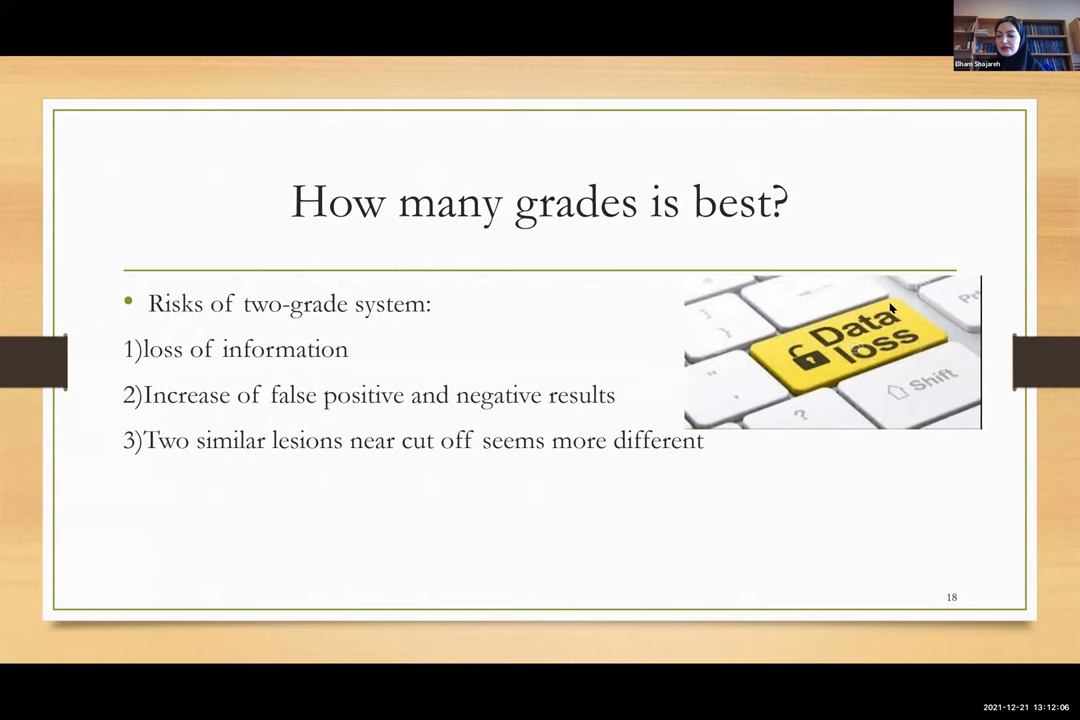 Elham Shajareh
How many grades is best?
• Risks of two-grade system:
1)loss of information
2)Increase of false positive and negative results
3)Two similar lesions near cut off seems more different
Data
loss
Shift
?
18
2021-12-21 13:12:06